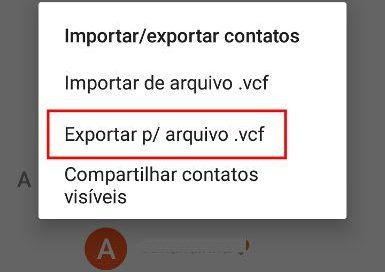 Importar/exportar contatos
Importar de arquivo .vcf
Exportar p/ arquivo .vcf
A
Compartilhar contatos
visíveis
A